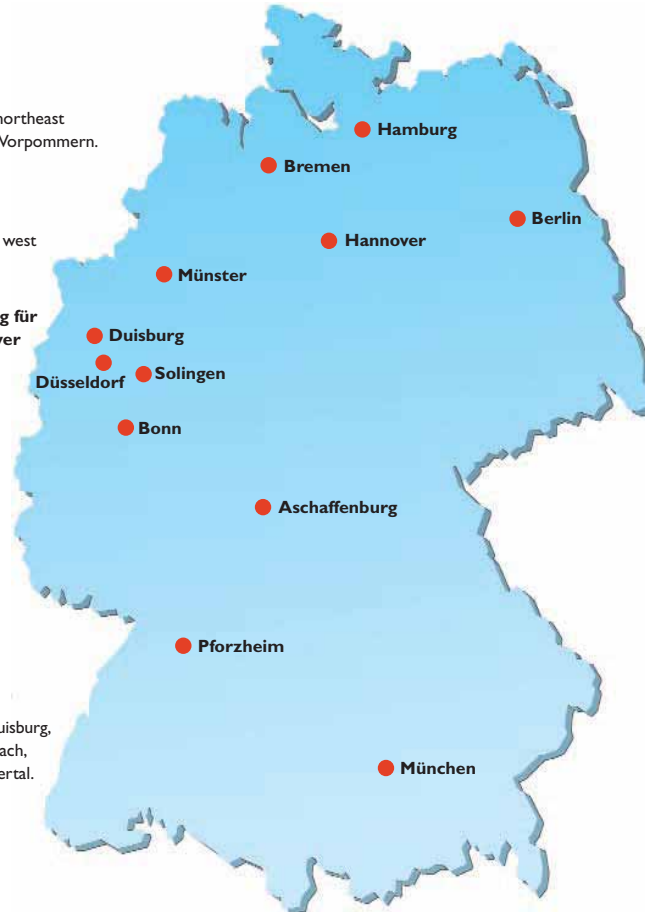 northeast
Vorpommern.
west
g für
ver
uisburg,
ach,
ertal.
Hamburg
Bremen
Berlin
Hannover
Münster
Duisburg
Düsseldorf
Solingen
Bonn
Aschaffenburg
Pforzheim
München